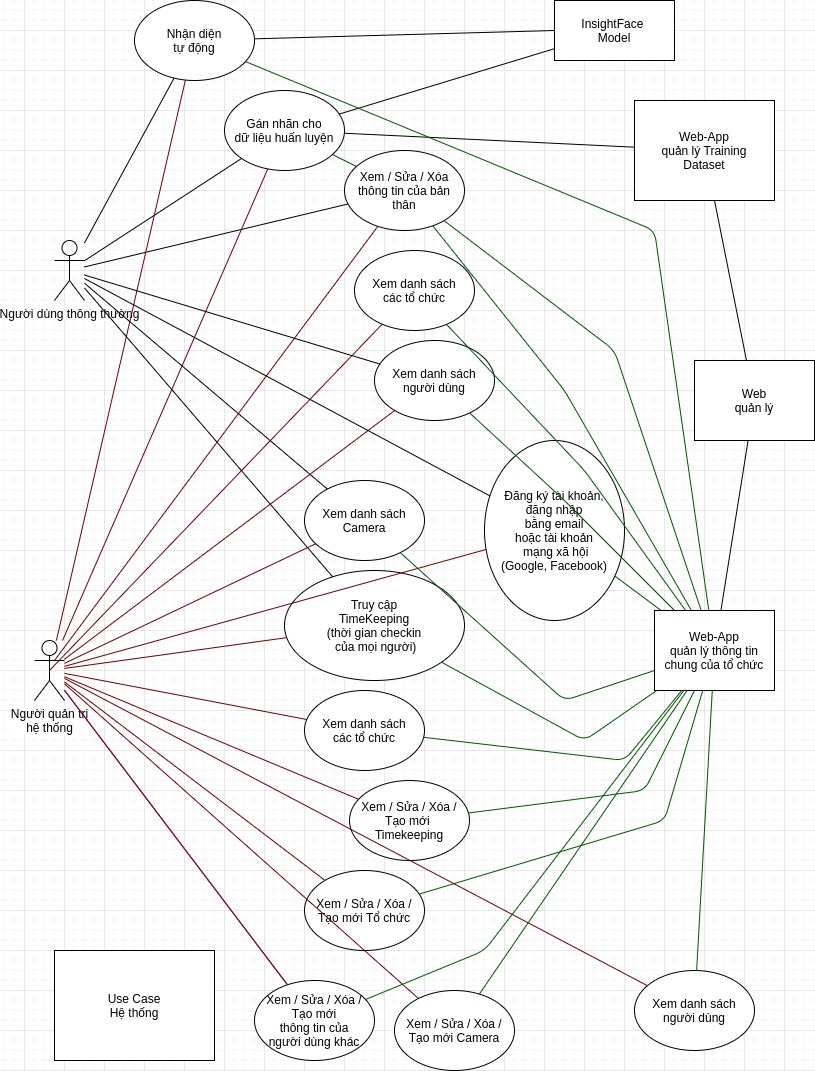 Nhận diện
tự động
InsightFace
Model
Gán nhãn cho
dữ liệu huấn luyện
Web-App
quản lý Training
Dataset
Xem / Sửa / Xóa
thông tin của bản
thân
Người dùng thông thường
Xem danh sách
các tổ chức
Xem danh sách
người dùng
Web
quản lý
Đăng ký tài khoản,
đăng nhập
bằng email
hoặc tài khoản
mạng xã hội
(Google, Facebook)
Xem danh sách
Camera
Truy cập
TimeKeeping
(thời gian checkin
của mọi người)
Web-App
quản lý thông tin
chung của tổ chức
Người quản trị
hệ thống
Xem danh sách
các tổ chức
Xem / Sửa / Xóa /
Tạo mới
Timekeeping
Xem / Sửa / Xóa /
Tạo mới Tổ chức
Use Case
Hệ thống
Xem / Sửa / Xóa /
Tạo mới
thông tin của
người dùng khác
Xem / Sửa / Xóa /
Tạo mới Camera
Xem danh sách
người dùng